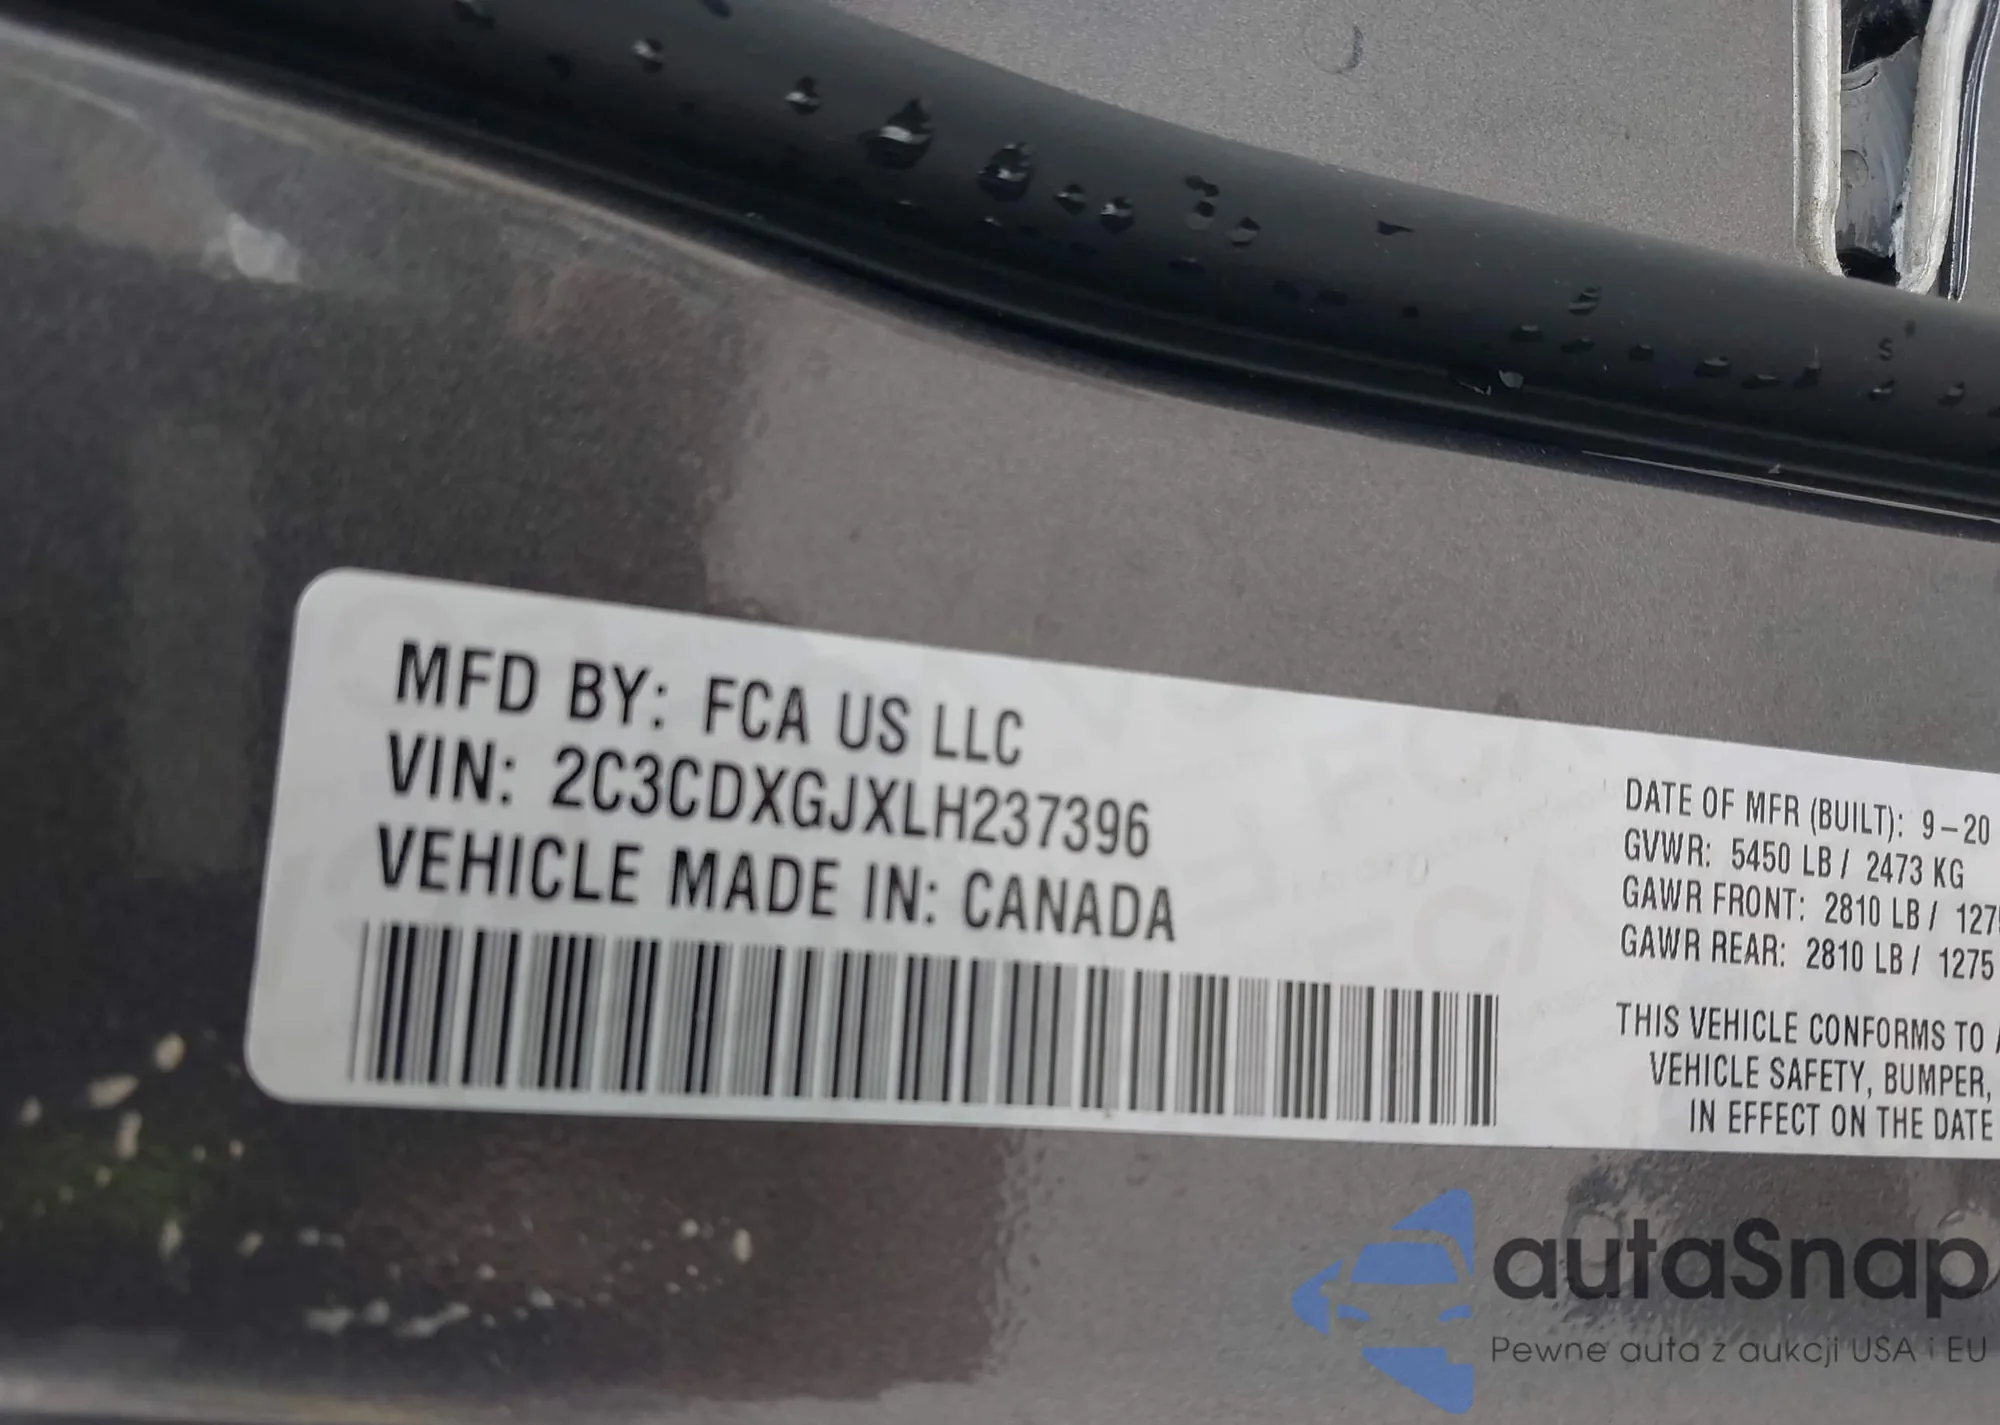 MFD BY: FCA US LLC
VIN: 2C3CDXGJXLH237396
VEHICLE MADE IN: CANADA
DATE OF MFR (BUILT): 9-20
GVWR: 5450 LB / 2473 KG
GAWR FRONT: 2810 LB /
GAWR REAR: 2810 LB / 1275
THIS VEHICLE CONFORMS TO
VEHICLE SAFETY, BUMPER,
IN EFFECT ON THE DATE
autaSnap
Pewne auta z aukcji USA i EU